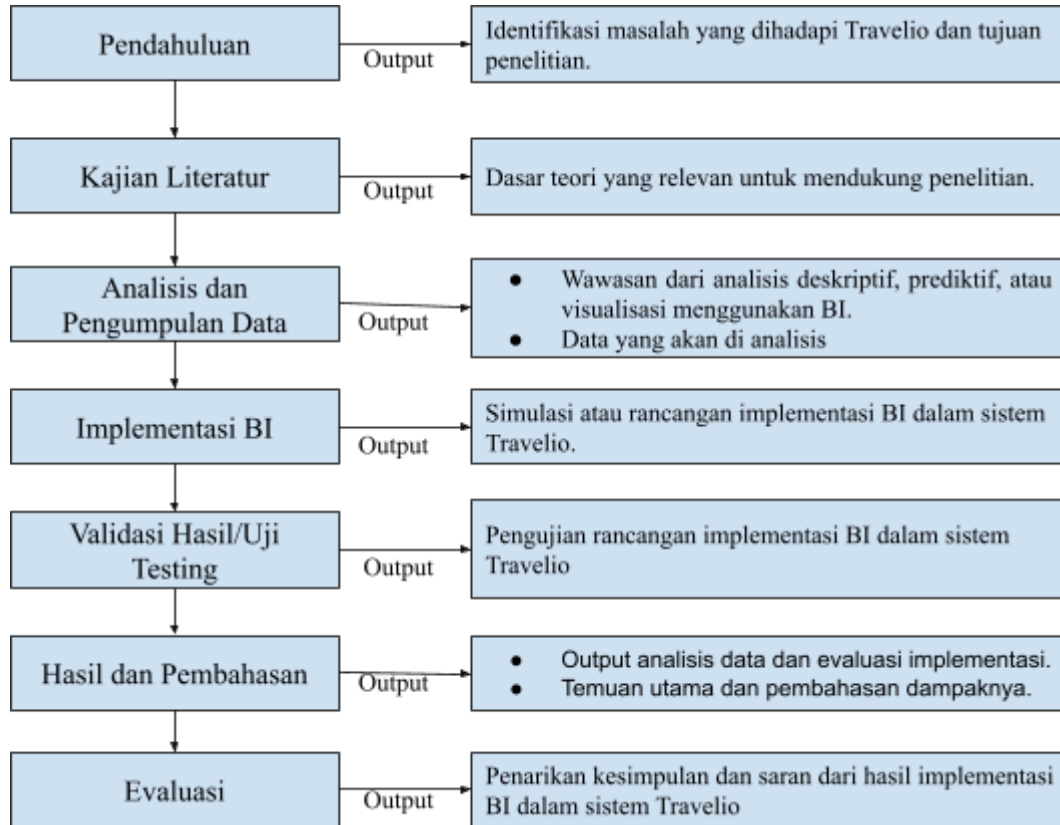 Pendahuluan
Output
Identifikasi masalah yang dihadapi Travelio dan tujuan
penelitian.
Kajian Literatur
Output
Dasar teori yang relevan untuk mendukung penelitian.
Analisis dan
Pengumpulan Data
Output
● Wawasan dari analisis deskriptif, prediktif, atau
visualisasi menggunakan BI.
● Data yang akan di analisis
Implementasi BI
Output
Simulasi atau rancangan implementasi BI dalam sistem
Travelio.
Validasi Hasil/Uji
Testing
Output
Pengujian rancangan implementasi BI dalam sistem
Travelio
Hasil dan Pembahasan
Output
● Output analisis data dan evaluasi implementasi.
● Temuan utama dan pembahasan dampaknya.
Evaluasi
Output
Penarikan kesimpulan dan saran dari hasil implementasi
BI dalam sistem Travelio